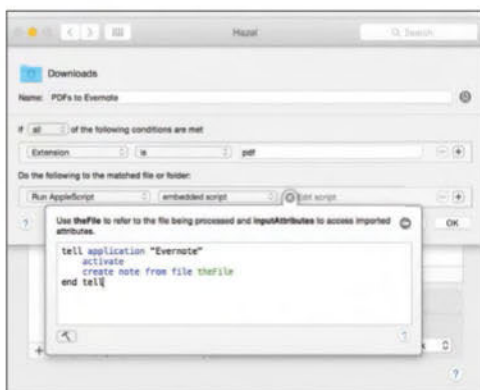 Hazel
Search
Downloads
Name: PDFs to Evernote
If all of the following conditions are met
Extension is pdf
Do the following to the matched file or folder:
Run AppleScript embedded script Edit script
? OK
Use theFile to refer to the file being processed and inputAttributes to access imported
attributes.
tell application "Evernote"
activate
create note from file theFile
end tell
?
?